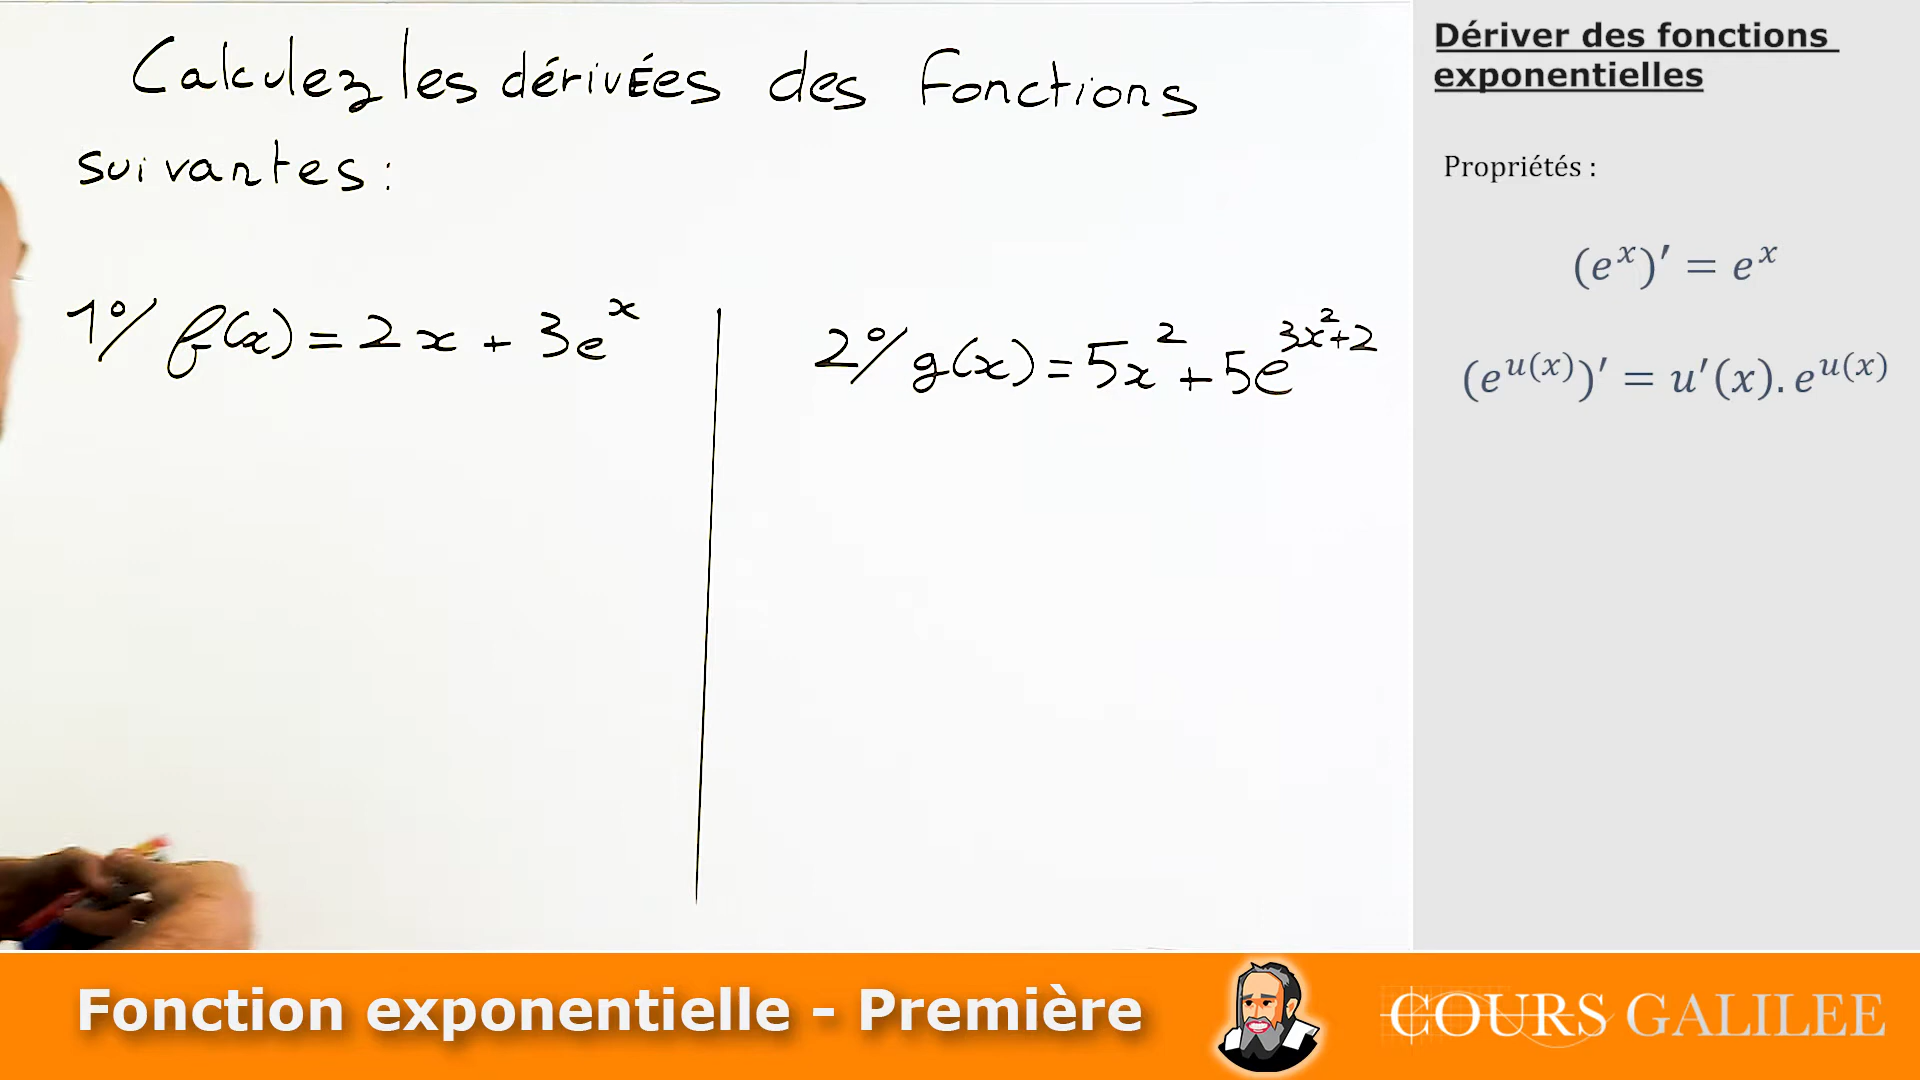 Calculez les dérivÉes des fonctions
suivantes :
1°/ f(x) = 2x + 3e^x
2°/ g(x) = 5x² + 5e^(3x²+2)
Dériver des fonctions
exponentielles
Propriétés :
(e^x)′ = e^x
(e^u(x))′ = u′(x). e^u(x)
Fonction exponentielle - Première
COURS GALILEE